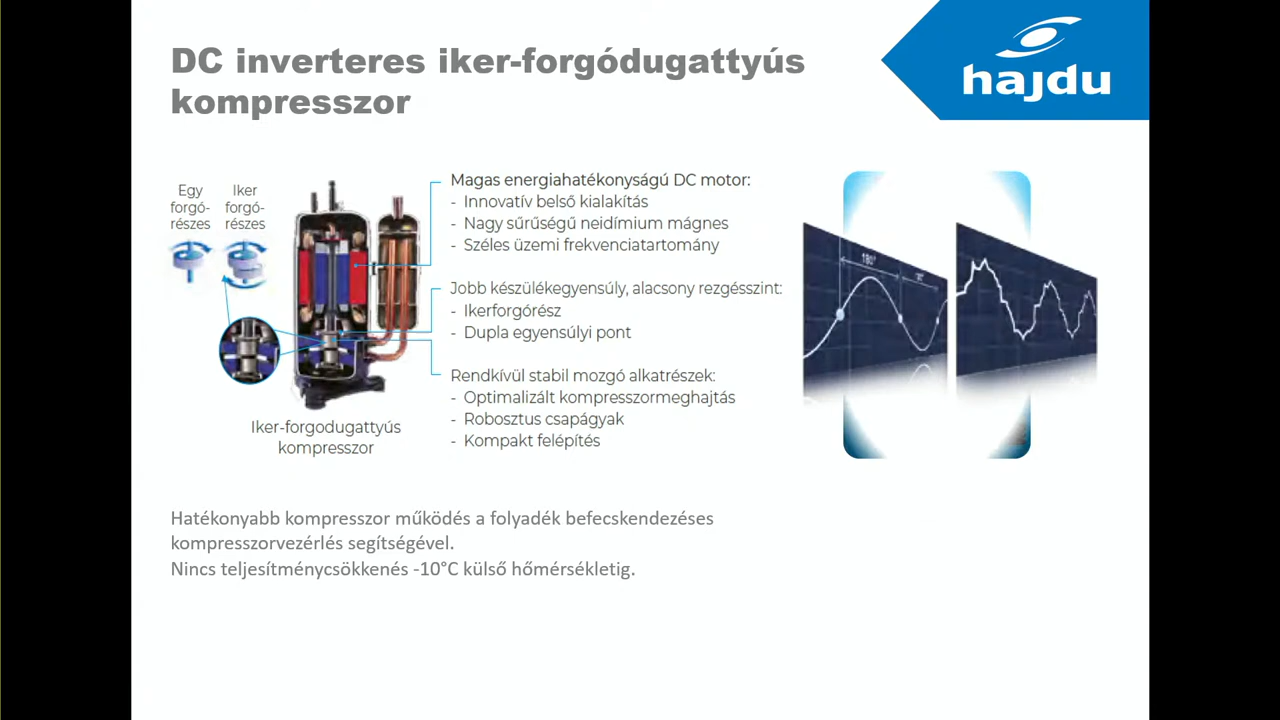 DC inverteres iker-forgódugattyús
kompresszor
hajdu
Egy
forgó-
részes
Iker
forgó-
részes
Magas energiahatékonyságú DC motor:
- Innovatív belső kialakítás
- Nagy sűrűségű neidímium mágnes
- Széles üzemi frekvenciatartomány
Jobb készülékegyensúly, alacsony rezgésszint:
- Ikerforgórész
- Dupla egyensúlyi pont
Rendkívül stabil mozgó alkatrészek:
- Optimalizált kompresszormeghajtás
- Robosztus csapágyak
- Kompakt felépítés
Iker-forgodugattyús
kompresszor
180°
Hatékonyabb kompresszor működés a folyadék befecskendezéses
kompresszorvezérlés segítségével.
Nincs teljesítménycsökkenés -10°C külső hőmérsékletig.